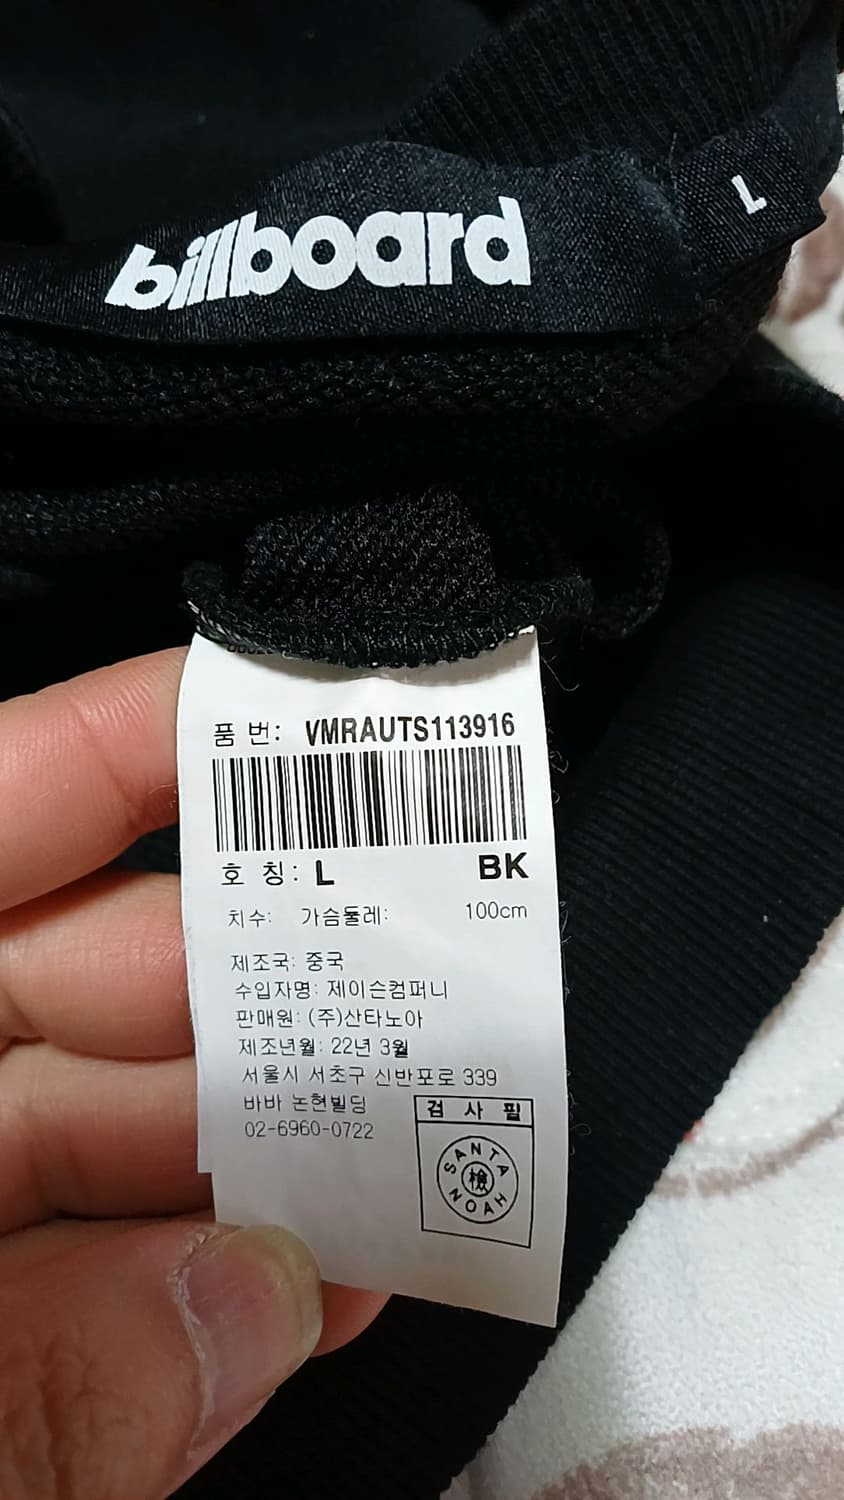 billboard
L
품 번: VMRAUTS113916
호 칭: L BK
치수: 가슴둘레: 100cm
제조국: 중국
수입자명: 제이슨컴퍼니
판매원: (주)산타노아
제조년월: 22년 3월
서울시 서초구 신반포로 339
바바 논현빌딩
02-6960-0722
검 사 필
SANTA
檢
NOAH